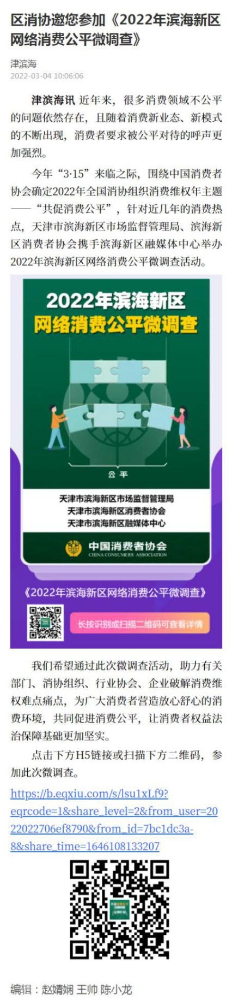 区消协邀您参加《2022年滨海新区
网络消费公平微调查》
津滨海
2022-03-04 10:06:06
津滨海讯 近年来，很多消费领域不公平
的问题依然存在，且随着消费新业态、新模式
的不断出现，消费者要求被公平对待的呼声更
加强烈。
今年“3·15”来临之际，围绕中国消费者
协会确定2022年全国消协组织消费维权年主题
——“共促消费公平”，针对近几年的消费热
点，天津市滨海新区市场监督管理局、滨海新
区消费者协会携手滨海新区融媒体中心举办
2022年滨海新区网络消费公平微调查活动。
2022年滨海新区
网络消费公平微调查
公 平
天津市滨海新区市场监督管理局
天津市滨海新区消费者协会
天津市滨海新区融媒体中心
中国消费者协会
CHINA CONSUMERS ASSOCIATION
《2022年滨海新区网络消费公平微调查》
长按识别或扫描二维码可查看详情
我们希望通过此次微调查活动，助力有关
部门、消协组织、行业协会、企业破解消费维
权难点痛点，为广大消费者营造放心舒心的消
费环境，共同促进消费公平，让消费者权益法
治保障基础更加坚实。
点击下方H5链接或扫描下方二维码，参
加此次微调查。
https://b.eqxiu.com/s/lsu1xLf9?
eqrcode=1&share_level=2&from_user=20
22022706ef8790&from_id=7bc1dc3a-
8&share_time=1646108133207
编辑：赵婧娴 王帅 陈小龙